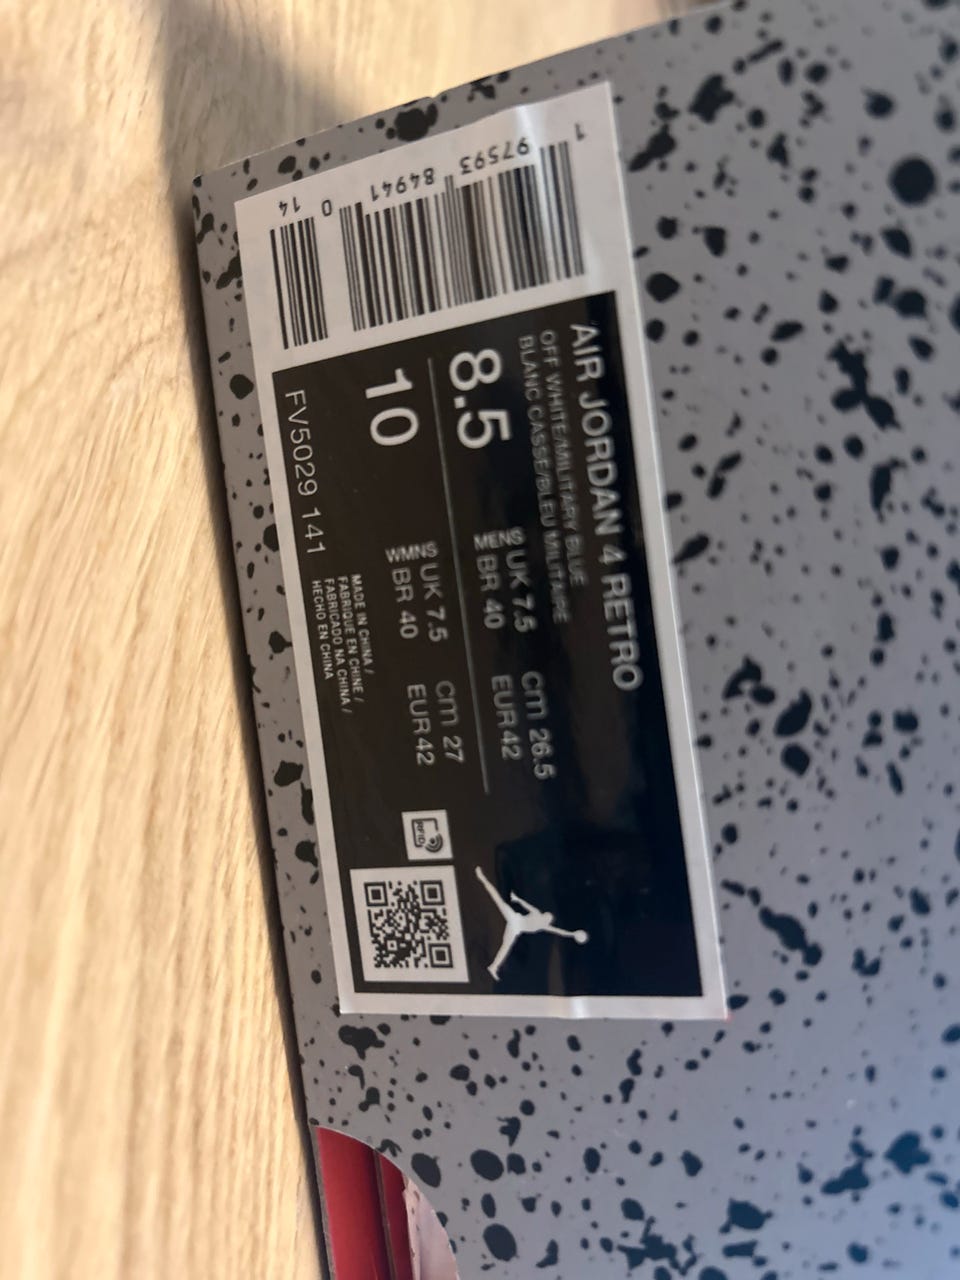 AIR JORDAN 4 RETRO
OFF WHITE/MILITARY BLUE
BLANC CASSE/BLEU MILITAIRE
8.5 MENS UK 7.5 cm 26.5
BR 40 EUR 42
10 WMNS UK 7.5 cm 27
BR 40 EUR 42
FV5029 141
MADE IN CHINA /
FABRIQUE EN CHINE /
FABRICADO NA CHINA /
HECHO EN CHINA
RFID
1 97593 84941 0 14